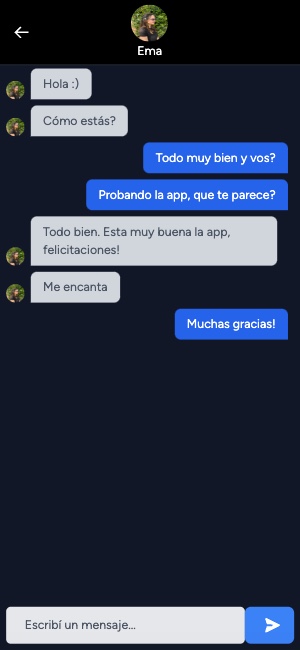 Ema
Hola :)
Cómo estás?
Todo muy bien y vos?
Probando la app, que te parece?
Todo bien. Esta muy buena la app,
felicitaciones!
Me encanta
Muchas gracias!
Escribí un mensaje...